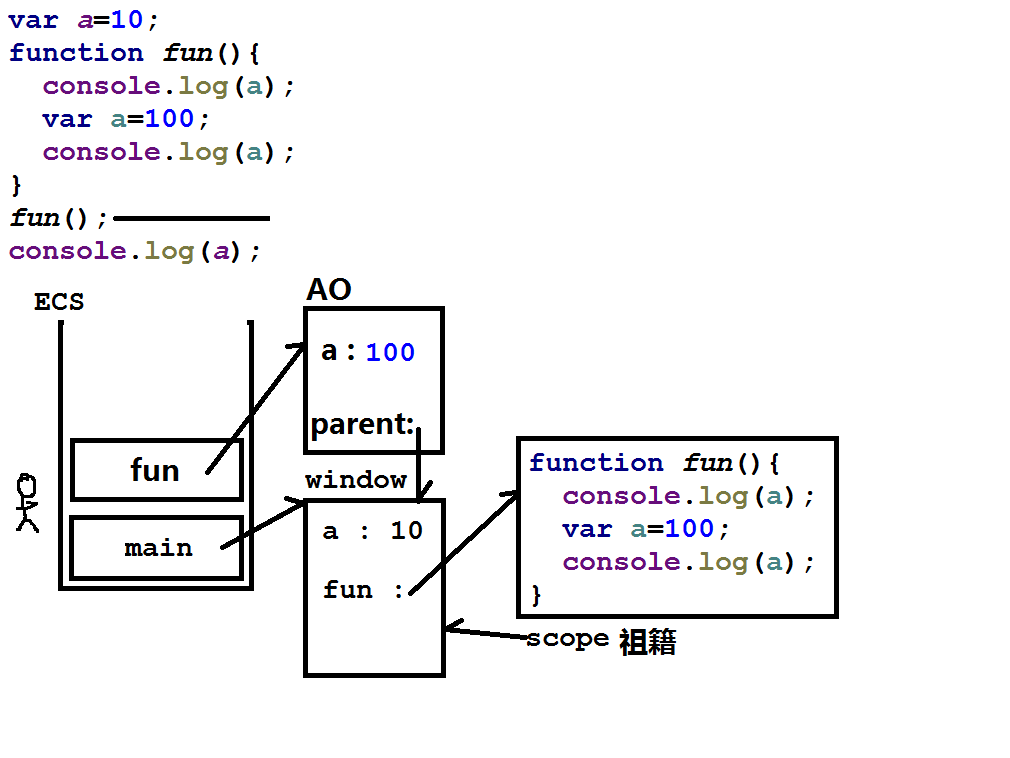 var a=10;
function fun(){
  console.log(a);
  var a=100;
  console.log(a);
}
fun();
console.log(a);
ECS
AO
a : 100
parent:
fun
main
window
a : 10
fun :
function fun(){
  console.log(a);
  var a=100;
  console.log(a);
}
scope 祖籍